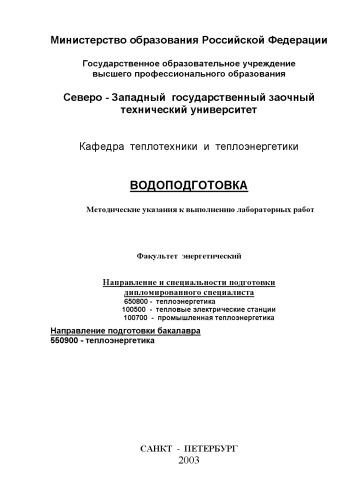 Министерство образования Российской Федерации
Государственное образовательное учреждение
высшего профессионального образования
Северо - Западный государственный заочный
технический университет
Кафедра теплотехники и теплоэнергетики
ВОДОПОДГОТОВКА
Методические указания к выполнению лабораторных работ
Факультет энергетический
Направление и специальности подготовки
дипломированного специалиста
650800 - теплоэнергетика
100500 - тепловые электрические станции
100700 - промышленная теплоэнергетика
Направление подготовки бакалавра
550900 - теплоэнергетика
САНКТ - ПЕТЕРБУРГ
2003